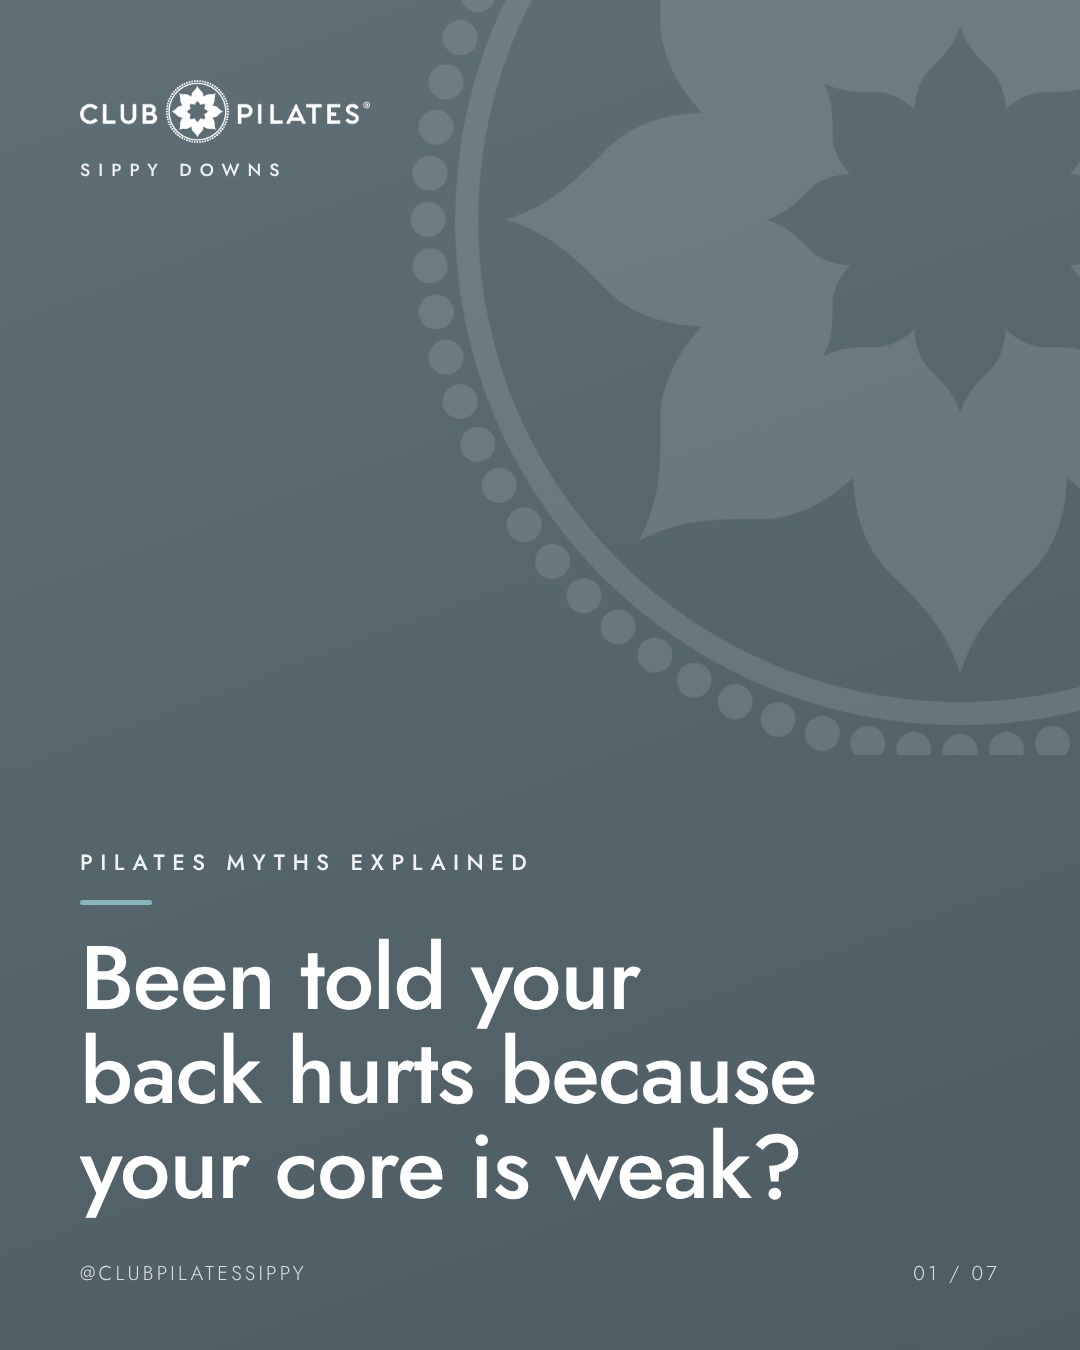 CLUB PILATES®
SIPPY DOWNS
PILATES MYTHS EXPLAINED
Been told your
back hurts because
your core is weak?
@CLUBPILATESSIPPY
01 / 07